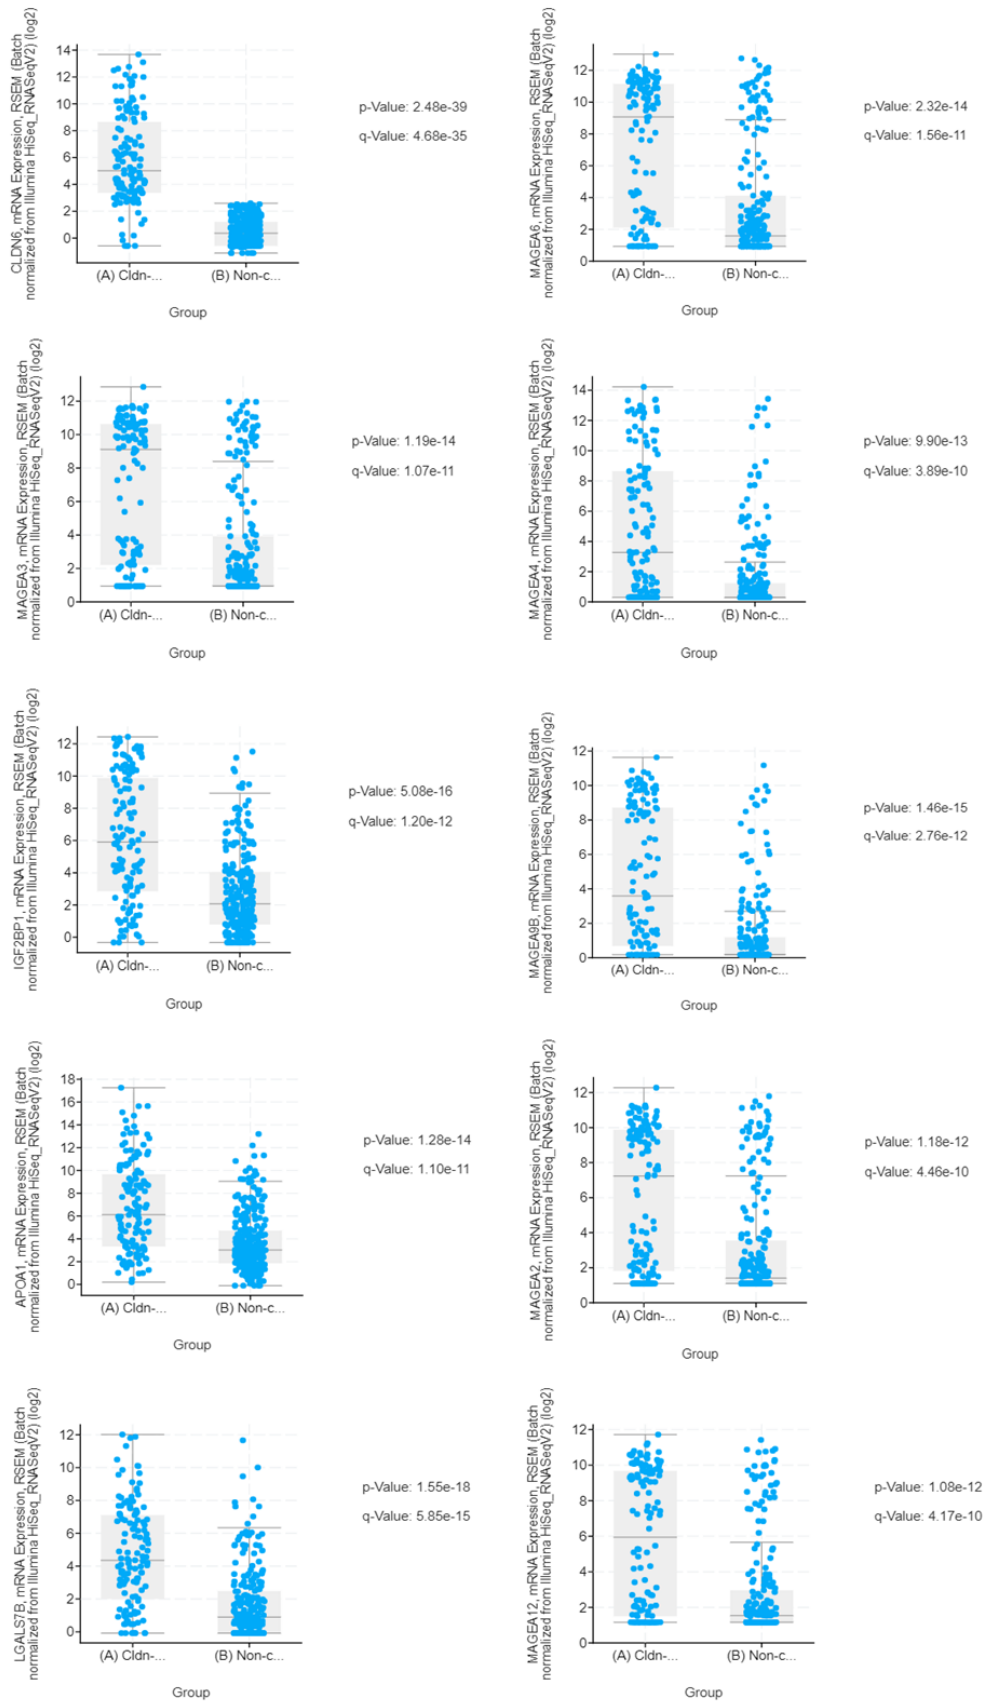 CLDN6, mRNA Expression, RSEM (Batch
normalized from Illumina HiSeq_RNASeqV2) (log2)
14
12
10
8
6
4
2
0
(A) Cldn-...
(B) Non-c...
Group
p-Value: 2.48e-39
q-Value: 4.68e-35
MAGEA6, mRNA Expression, RSEM (Batch
normalized from Illumina HiSeq_RNASeqV2) (log2)
12
10
8
6
4
2
0
(A) Cldn-...
(B) Non-c...
Group
p-Value: 2.32e-14
q-Value: 1.56e-11
MAGEA3, mRNA Expression, RSEM (Batch
normalized from Illumina HiSeq_RNASeqV2) (log2)
12
10
8
6
4
2
0
(A) Cldn-...
(B) Non-c...
Group
p-Value: 1.19e-14
q-Value: 1.07e-11
MAGEA4, mRNA Expression, RSEM (Batch
normalized from Illumina HiSeq_RNASeqV2) (log2)
14
12
10
8
6
4
2
0
(A) Cldn-...
(B) Non-c...
Group
p-Value: 9.90e-13
q-Value: 3.89e-10
IGF2BP1, mRNA Expression, RSEM (Batch
normalized from Illumina HiSeq_RNASeqV2) (log2)
12
10
8
6
4
2
0
(A) Cldn-...
(B) Non-c...
Group
p-Value: 5.08e-16
q-Value: 1.20e-12
MAGEA9B, mRNA Expression, RSEM (Batch
normalized from Illumina HiSeq_RNASeqV2) (log2)
12
10
8
6
4
2
0
(A) Cldn-...
(B) Non-c...
Group
p-Value: 1.46e-15
q-Value: 2.76e-12
APOA1, mRNA Expression, RSEM (Batch
normalized from Illumina HiSeq_RNASeqV2) (log2)
18
16
14
12
10
8
6
4
2
0
(A) Cldn-...
(B) Non-c...
Group
p-Value: 1.28e-14
q-Value: 1.10e-11
MAGEA2, mRNA Expression, RSEM (Batch
normalized from Illumina HiSeq_RNASeqV2) (log2)
12
10
8
6
4
2
0
(A) Cldn-...
(B) Non-c...
Group
p-Value: 1.18e-12
q-Value: 4.46e-10
LGALS7B, mRNA Expression, RSEM (Batch
normalized from Illumina HiSeq_RNASeqV2) (log2)
12
10
8
6
4
2
0
(A) Cldn-...
(B) Non-c...
Group
p-Value: 1.55e-18
q-Value: 5.85e-15
MAGEA12, mRNA Expression, RSEM (Batch
normalized from Illumina HiSeq_RNASeqV2) (log2)
12
10
8
6
4
2
0
(A) Cldn-...
(B) Non-c...
Group
p-Value: 1.08e-12
q-Value: 4.17e-10